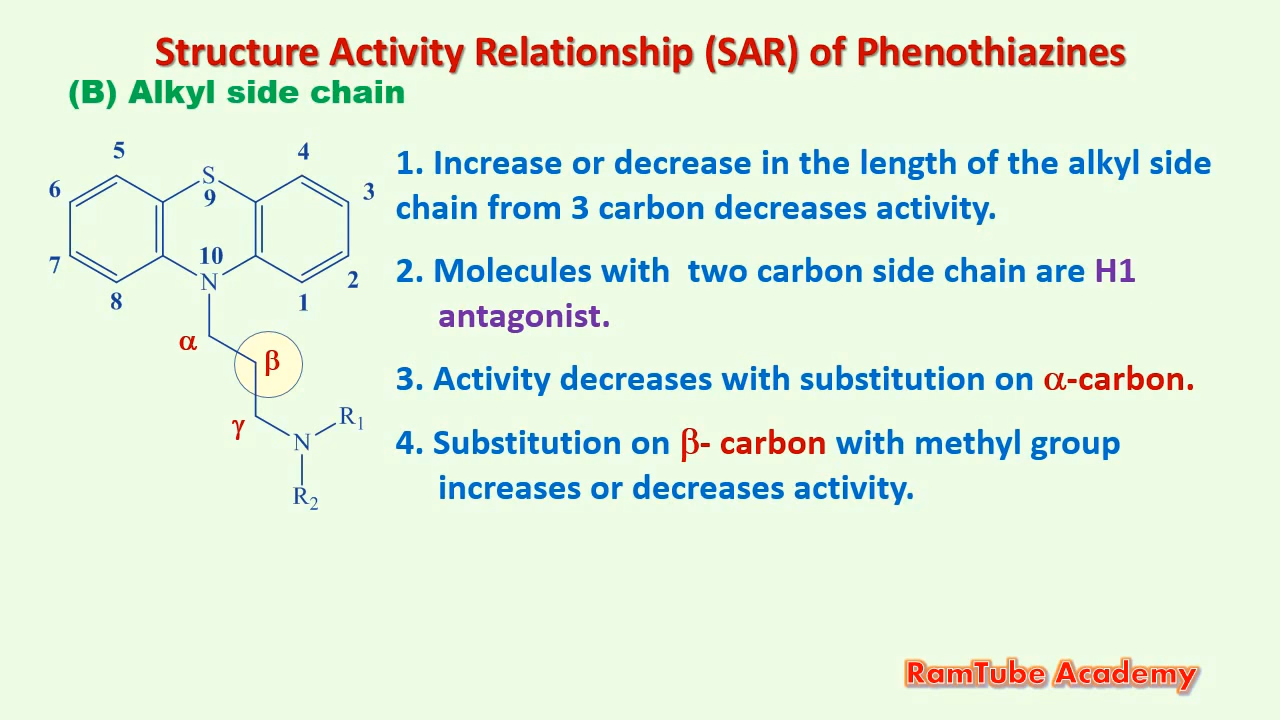 Structure Activity Relationship (SAR) of Phenothiazines
(B) Alkyl side chain
5
4
6
S
9
3
10
7
N
2
8
1
α
β
γ
R1
N
R2
1. Increase or decrease in the length of the alkyl side
chain from 3 carbon decreases activity.
2. Molecules with two carbon side chain are H1
antagonist.
3. Activity decreases with substitution on α-carbon.
4. Substitution on β- carbon with methyl group
increases or decreases activity.
RamTube Academy